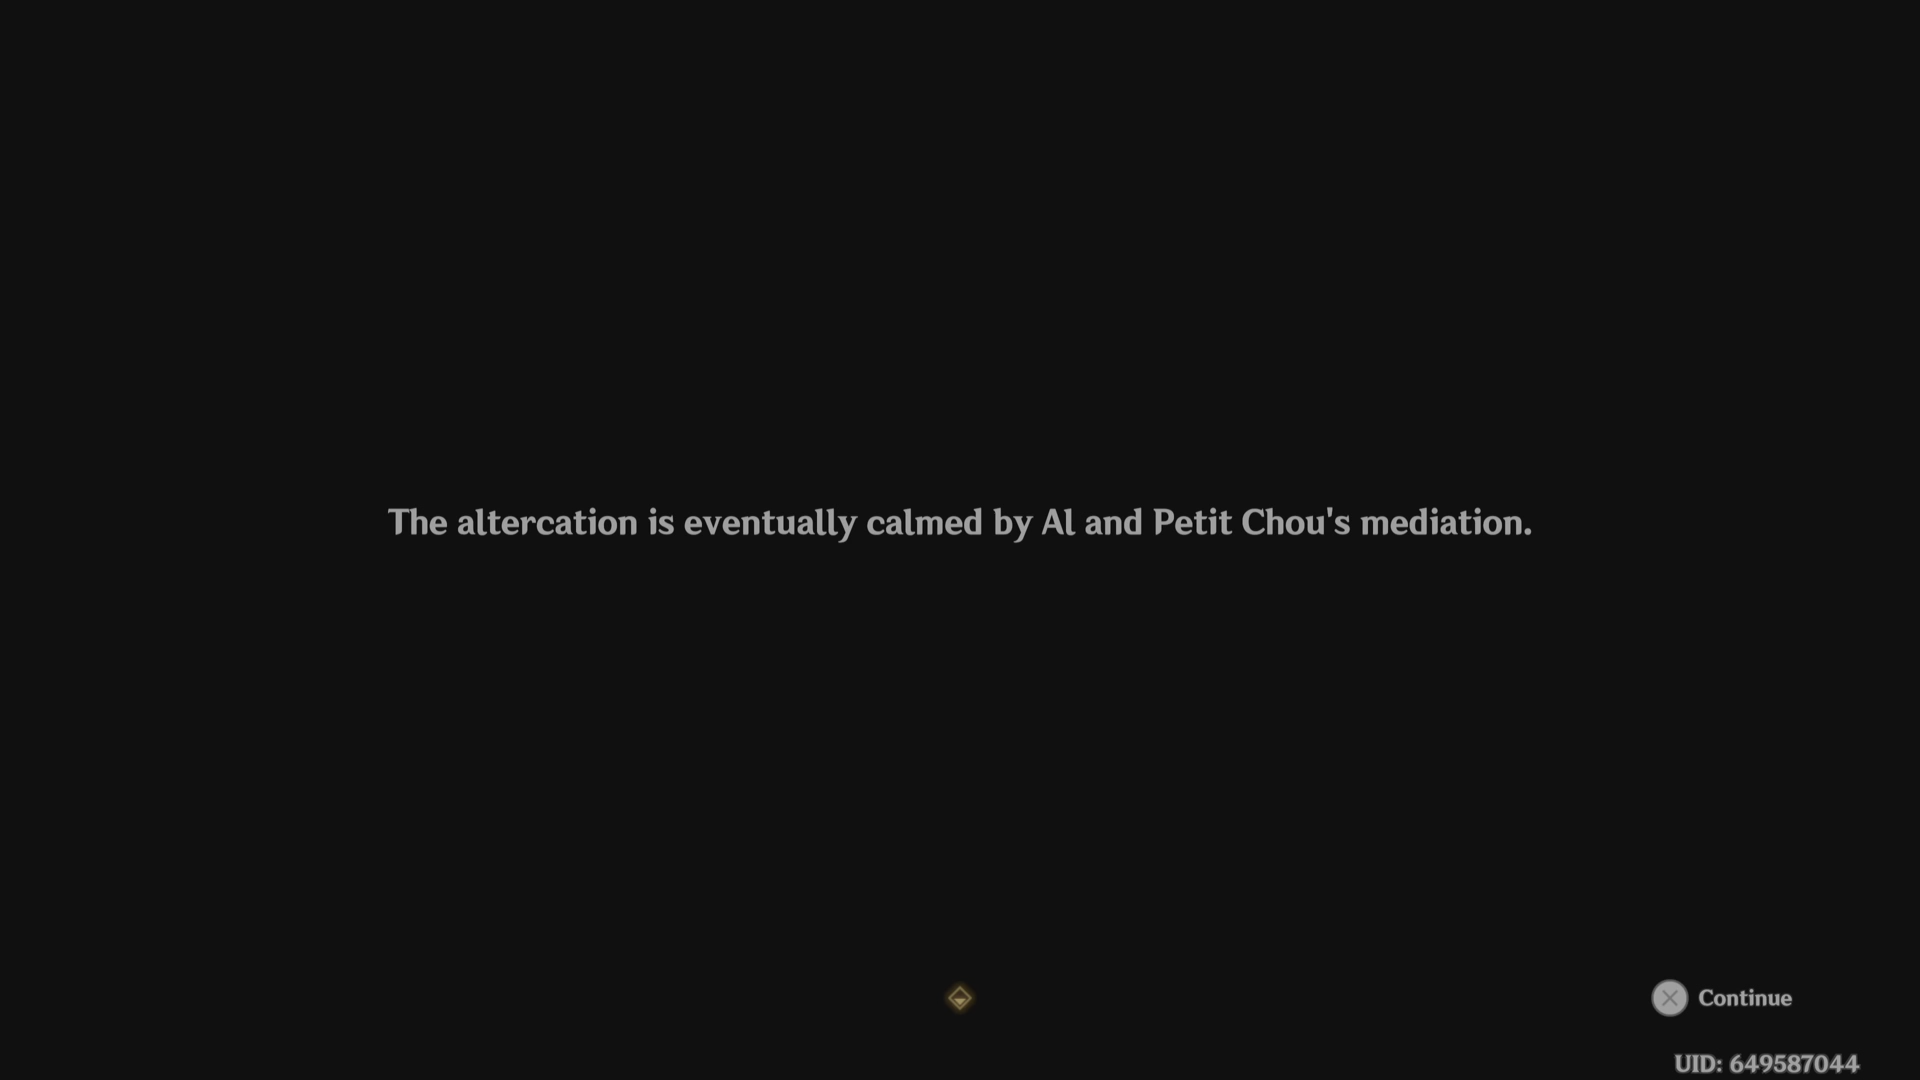 The altercation is eventually calmed by Al and Petit Chou's mediation.
Continue
UID: 649587044